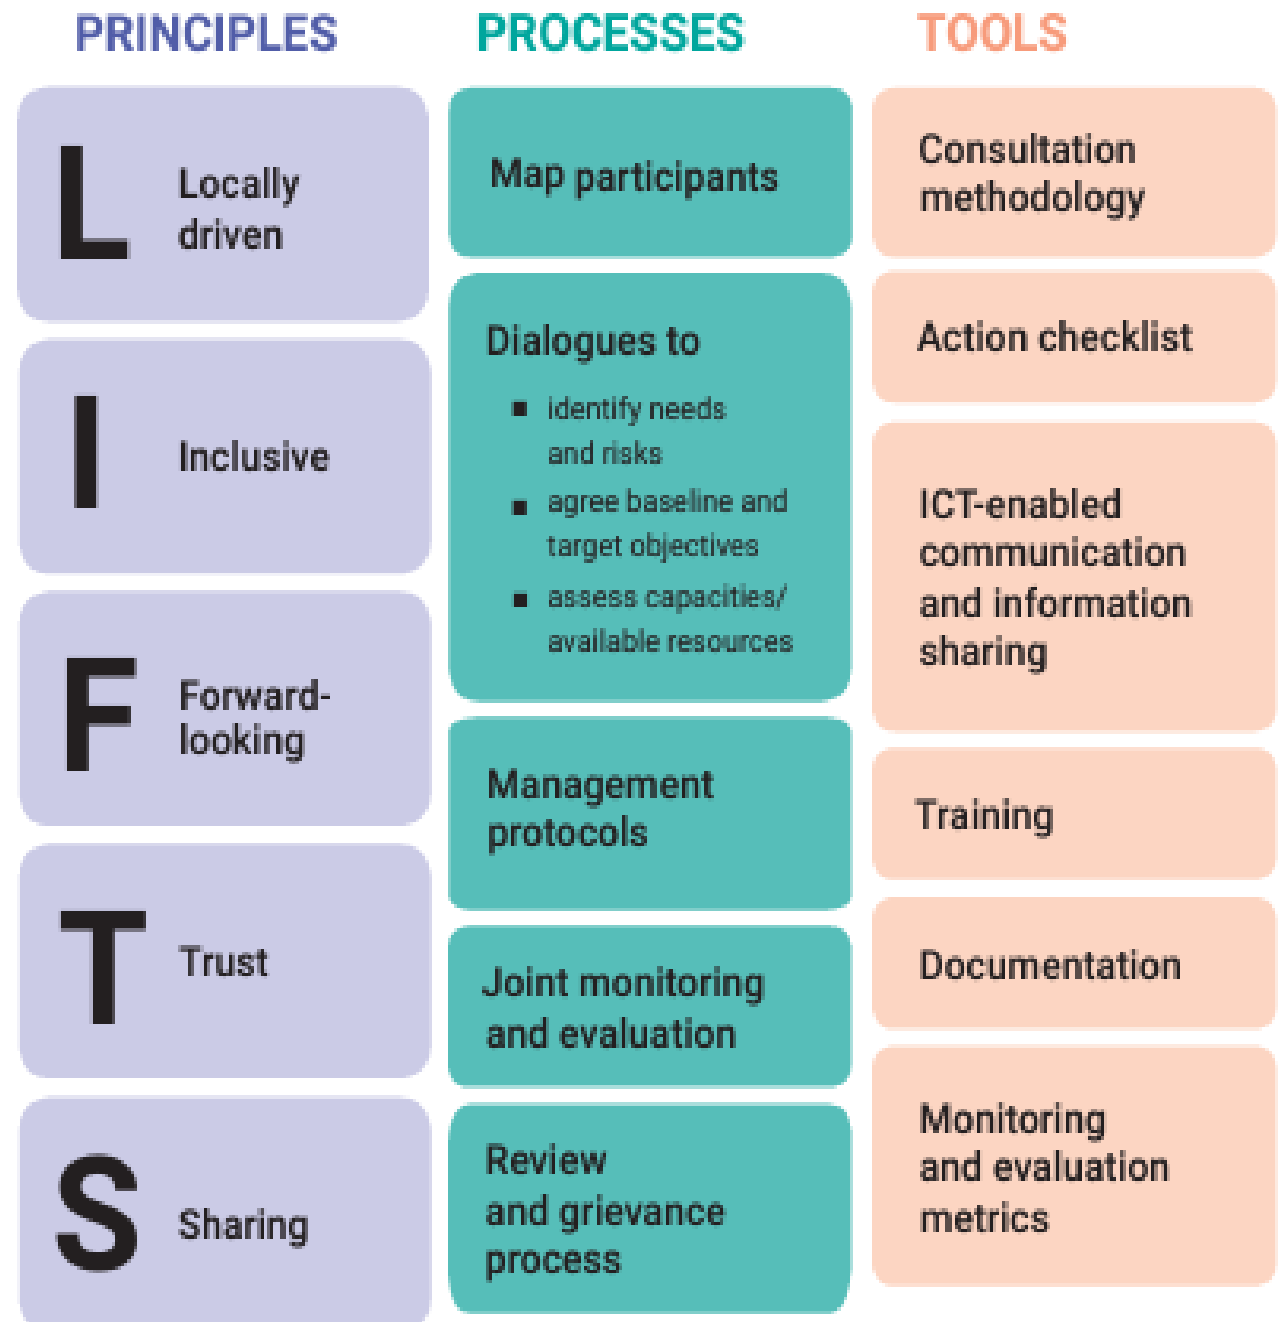 PRINCIPLES
L
Locally
driven
I
Inclusive
F
Forward-
looking
T
Trust
S
Sharing
PROCESSES
Map participants
Dialogues to
■ identify needs
and risks
■ agree baseline and
target objectives
■ assess capacities/
available resources
Management
protocols
Joint monitoring
and evaluation
Review
and grievance
process
TOOLS
Consultation
methodology
Action checklist
ICT-enabled
communication
and information
sharing
Training
Documentation
Monitoring
and evaluation
metrics